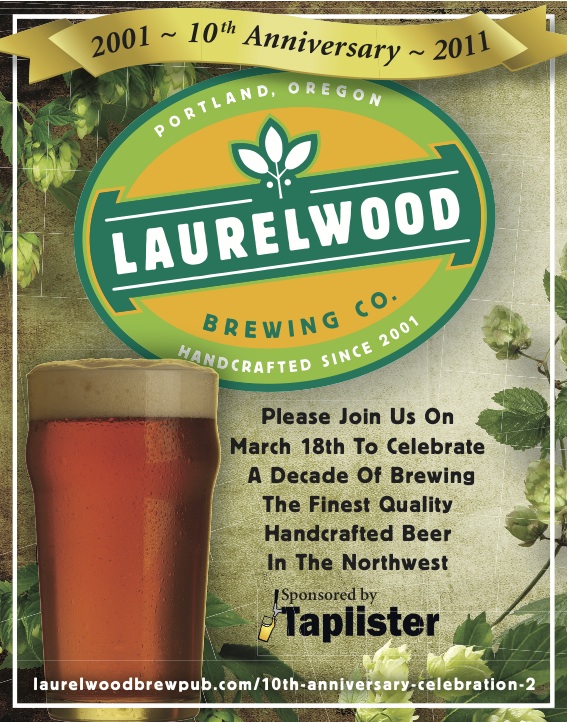 2001 ~ 10th Anniversary ~ 2011
PORTLAND, OREGON
LAURELWOOD
BREWING CO.
HANDCRAFTED SINCE 2001
Please Join Us On
March 18th To Celebrate
A Decade Of Brewing
The Finest Quality
Handcrafted Beer
In The Northwest
Sponsored by
Taplister
laurelwoodbrewpub.com/10th-anniversary-celebration-2